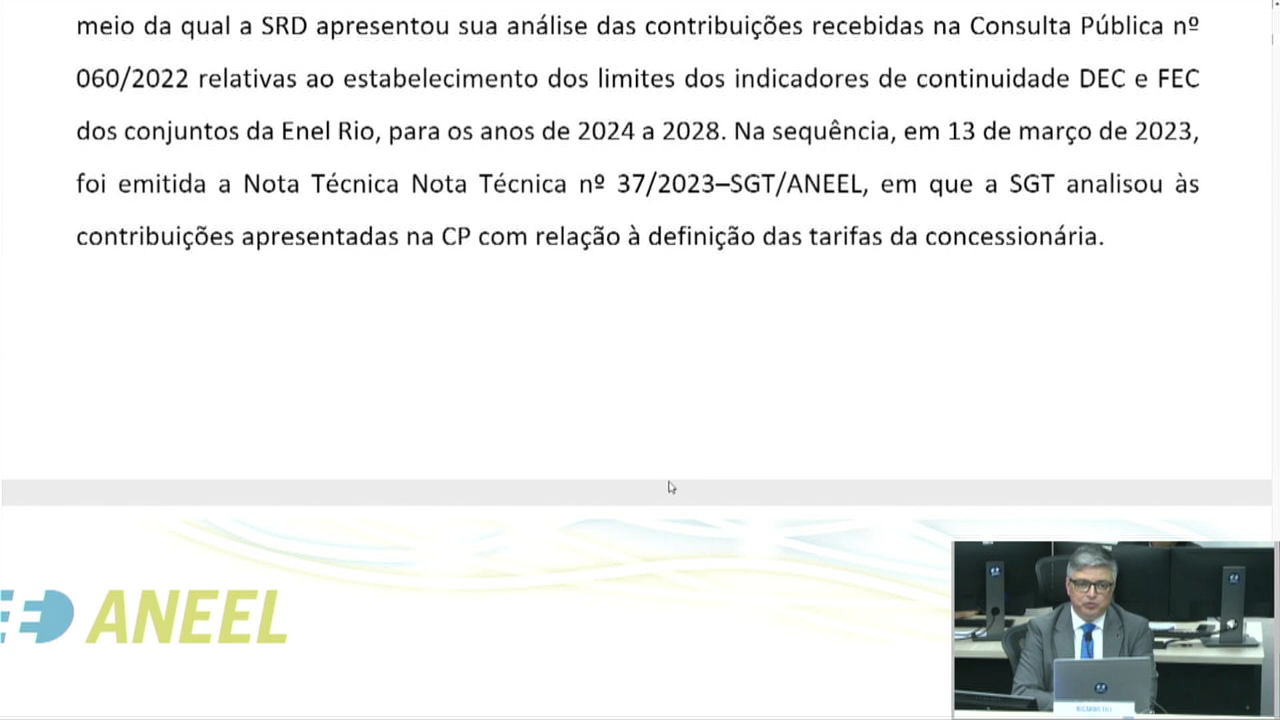 meio da qual a SRD apresentou sua análise das contribuições recebidas na Consulta Pública nº
060/2022 relativas ao estabelecimento dos limites dos indicadores de continuidade DEC e FEC
dos conjuntos da Enel Rio, para os anos de 2024 a 2028. Na sequência, em 13 de março de 2023,
foi emitida a Nota Técnica Nota Técnica nº 37/2023–SGT/ANEEL, em que a SGT analisou às
contribuições apresentadas na CP com relação à definição das tarifas da concessionária.
ANEEL